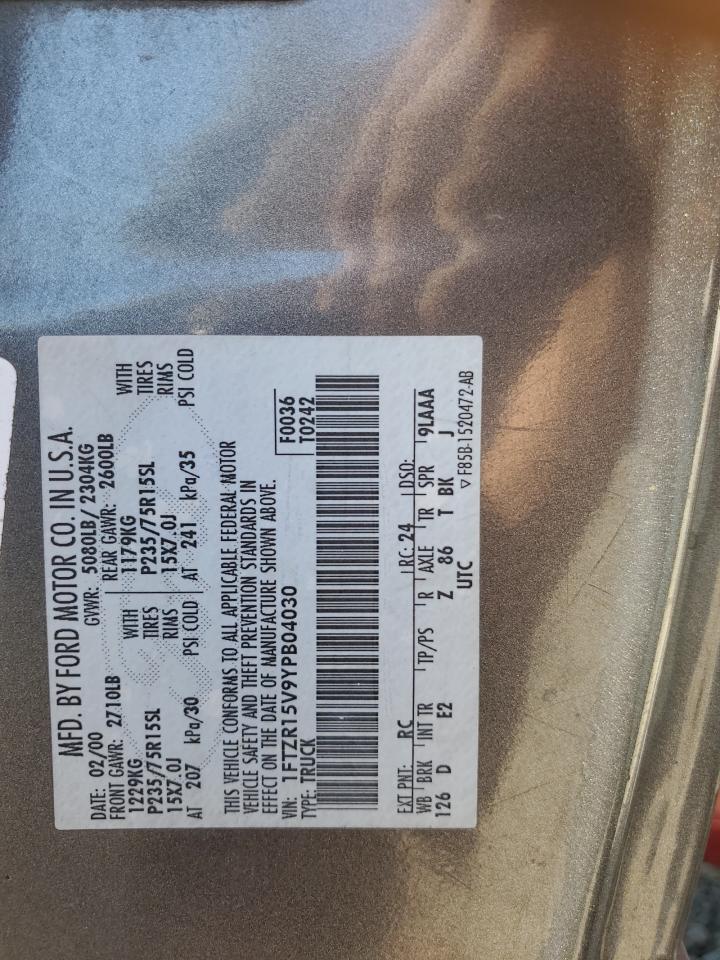 MFD. BY FORD MOTOR CO. IN U.S.A.
DATE: 02/00 GVWR: 5080LB / 2304KG
FRONT GAWR: 2710LB REAR GAWR: 2600LB
1229KG WITH 1179KG WITH
P235/75R15SL TIRES P235/75R15SL TIRES
15X7.0J RIMS 15X7.0J RIMS
AT 207 kPa/30 PSI COLD AT 241 kPa/35 PSI COLD
THIS VEHICLE CONFORMS TO ALL APPLICABLE FEDERAL MOTOR
VEHICLE SAFETY AND THEFT PREVENTION STANDARDS IN
EFFECT ON THE DATE OF MANUFACTURE SHOWN ABOVE.
VIN: 1FTZR15V9YPB04030 F0036
TYPE: TRUCK T0242
EXT PNT: RC RC: 24 DSO:
WB BRK INT TR TP/PS R AXLE TR SPR 9LAAA
126 D E2 Z 86 T BK J
UTC ▽ F85B-1520472-AB